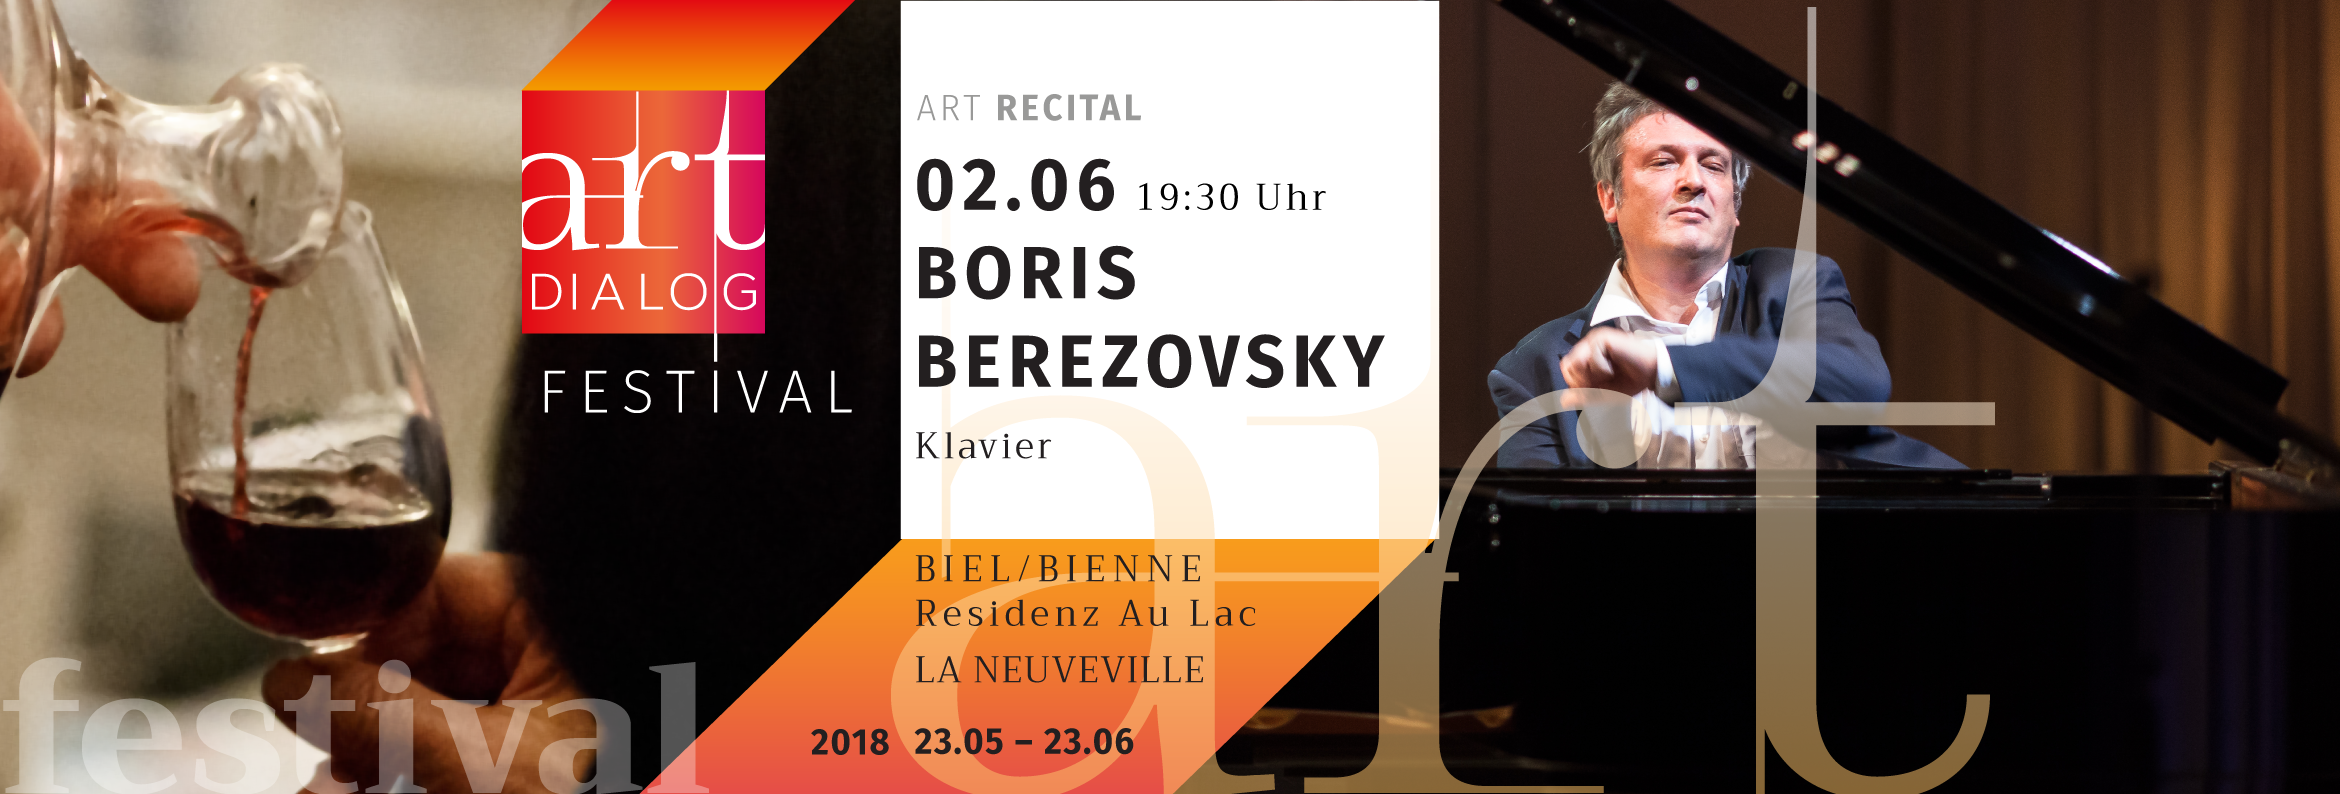 art
DIALOG
FESTIVAL
ART RECITAL
02.06 19:30 Uhr
BORIS
BEREZOVSKY
Klavier
BIEL/BIENNE
Residenz Au Lac
LA NEUVEVILLE
2018 23.05 – 23.06
festival
art